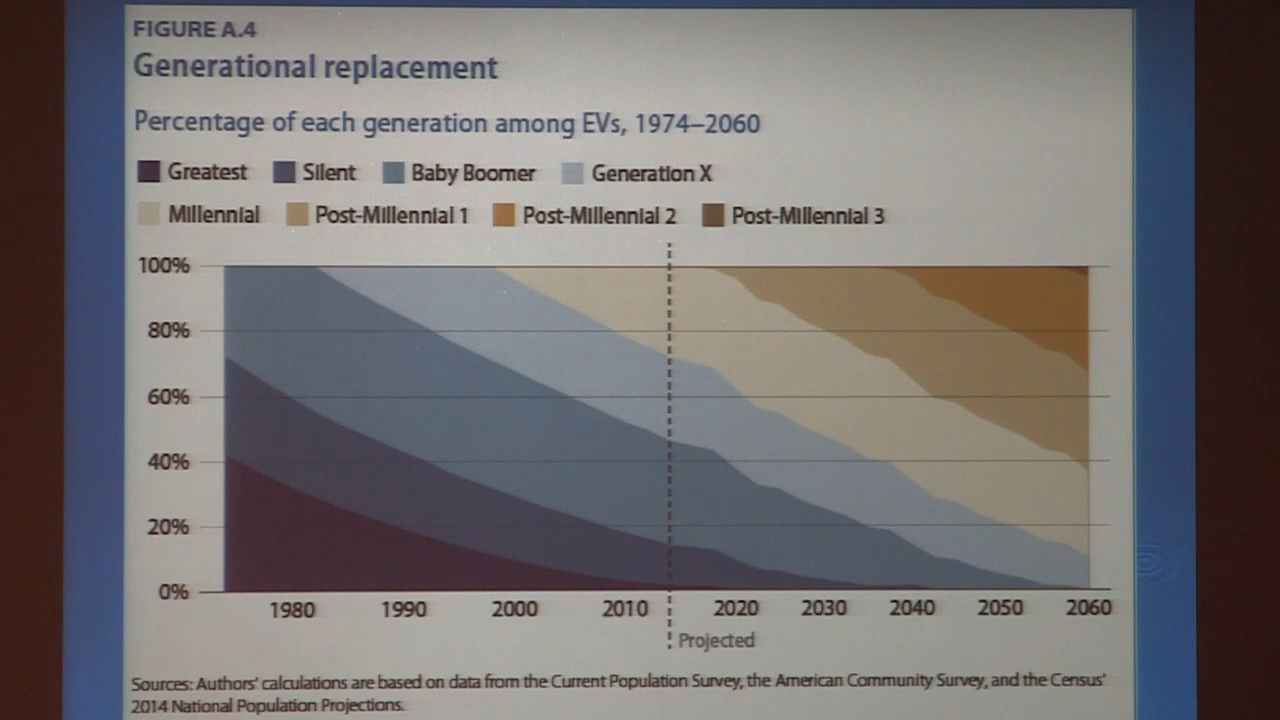 FIGURE A.4
Generational replacement
Percentage of each generation among EVs, 1974–2060
Greatest Silent Baby Boomer Generation X
Millennial Post-Millennial 1 Post-Millennial 2 Post-Millennial 3
100%
80%
60%
40%
20%
0%
1980 1990 2000 2010 2020 2030 2040 2050 2060
Projected
Sources: Authors' calculations are based on data from the Current Population Survey, the American Community Survey, and the Census'
2014 National Population Projections.